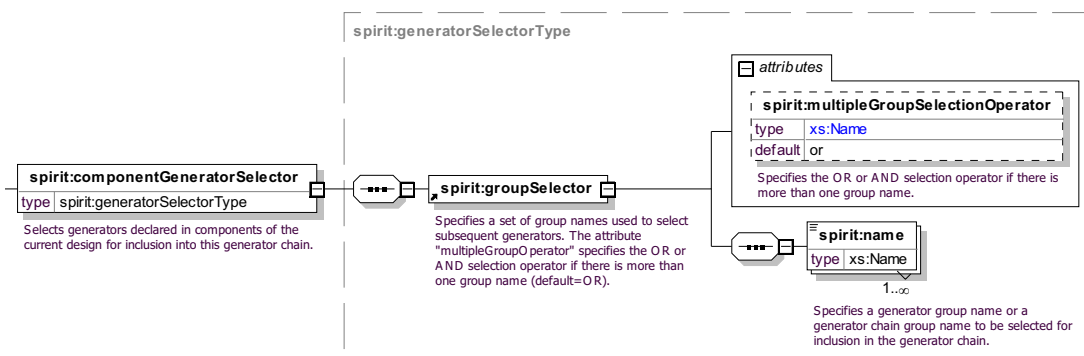 spirit:generatorSelectorType
attributes
spirit:multipleGroupSelectionOperator
type xs:Name
default or
Specifies the OR or AND selection operator if there is
more than one group name.
spirit:componentGeneratorSelector
type spirit:generatorSelectorType
Selects generators declared in components of the
current design for inclusion into this generator chain.
spirit:groupSelector
Specifies a set of group names used to select
subsequent generators. The attribute
"multipleGroupOperator" specifies the OR or
AND selection operator if there is more than
one group name (default=OR).
spirit:name
type xs:Name
1..∞
Specifies a generator group name or a
generator chain group name to be selected for
inclusion in the generator chain.